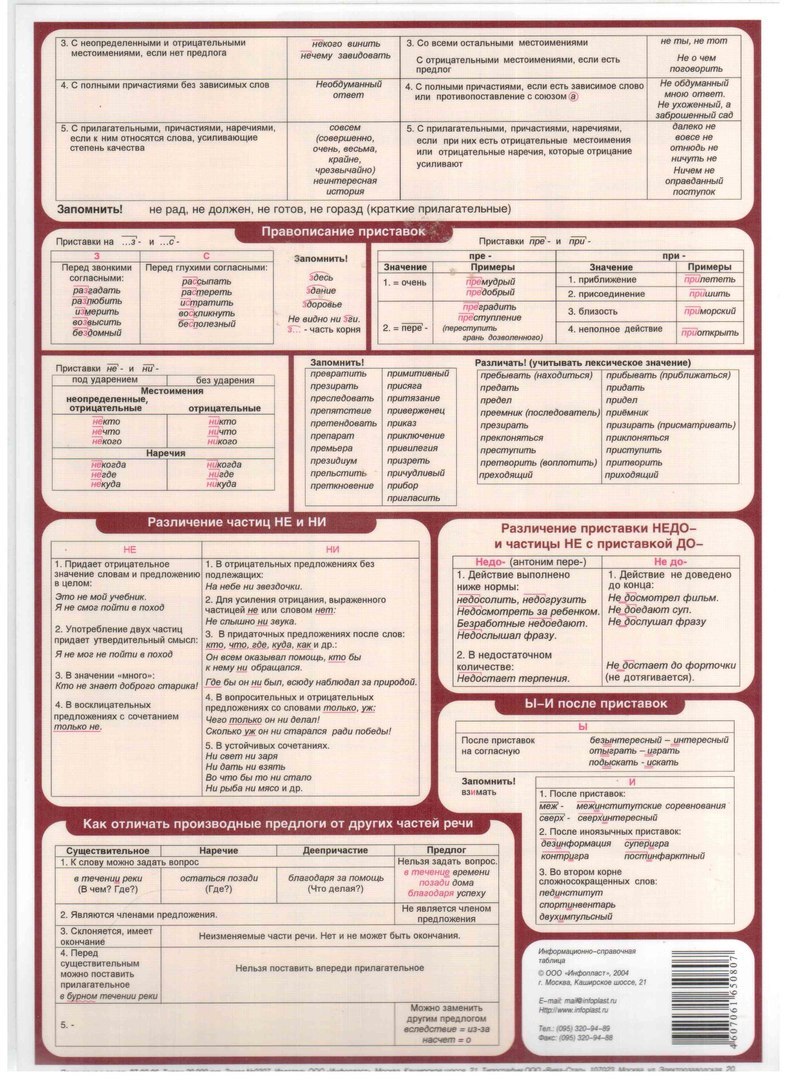 3. С неопределенными и отрицательными
местоимениями, если нет предлога
некого винить
нечему завидовать
3. Со всеми остальными местоимениями
С отрицательными местоимениями, если есть
предлог
не ты, не тот
Не о чем
поговорить
4. С полными причастиями без зависимых слов
Необдуманный
ответ
4. С полными причастиями, если есть зависимое слово
или противопоставление с союзом а
Не обдуманный
мною ответ.
Не ухоженный, а
заброшенный сад
5. С прилагательными, причастиями, наречиями,
если к ним относятся слова, усиливающие
степень качества
совсем
(совершенно,
очень, весьма,
крайне,
чрезвычайно)
неинтересная
история
5. С прилагательными, причастиями, наречиями,
если при них есть отрицательные местоимения
или отрицательные наречия, которые отрицание
усиливают
далеко не
вовсе не
отнюдь не
ничуть не
Ничем не
оправданный
поступок
Запомнить! не рад, не должен, не готов, не горазд (краткие прилагательные)
Правописание приставок
Приставки на ...з - и ...с -
З
С
Перед звонкими
согласными:
разгадать
разлюбить
измерить
возвысить
бездомный
Перед глухими согласными:
рассыпать
растереть
истратить
воскликнуть
бесполезный
Запомнить!
здесь
здание
здоровье
Не видно ни зги.
з... - часть корня
Приставки пре - и при -
пре -
при -
Значение
Примеры
Значение
Примеры
1. = очень
премудрый
предобрый
преградить
преступление
2. = пере -
(переступить
грань дозволенного)
1. приближение
прилететь
2. присоединение
пришить
3. близость
приморский
4. неполное действие
приоткрыть
Приставки не - и ни -
под ударением
без ударения
Местоимения
неопределенные,
отрицательные
отрицательные
некто
нечто
некого
никто
ничто
никого
Наречия
некогда
негде
некуда
никогда
нигде
никуда
Запомнить!
превратить
презирать
преследовать
препятствие
претендовать
препарат
премьера
президиум
прельстить
преткновение
примитивный
присяга
притязание
приверженец
приказ
приключение
привилегия
призреть
причудливый
прибор
пригласить
Различать! (учитывать лексическое значение)
пребывать (находиться)
предать
предел
преемник (последователь)
презирать
преклоняться
преступить
претворить (воплотить)
преходящий
прибывать (приближаться)
придать
придел
приёмник
призирать (присматривать)
приклоняться
приступить
притворить
приходящий
Различение частиц НЕ и НИ
НЕ
НИ
1. Придает отрицательное
значение словам и предложению
в целом:
Это не мой учебник.
Я не смог пойти в поход
2. Употребление двух частиц
придает утвердительный смысл:
Я не мог не пойти в поход
3. В значении «много»:
Кто не знает доброго старика!
4. В восклицательных
предложениях с сочетанием
только не.
1. В отрицательных предложениях без
подлежащих:
На небе ни звездочки.
2. Для усиления отрицания, выраженного
частицей не или словом нет:
Не слышно ни звука.
3. В придаточных предложениях после слов:
кто, что, где, куда, как и др.:
Он всем оказывал помощь, кто бы
к нему ни обращался.
Где бы он ни был, всюду наблюдал за природой.
4. В вопросительных и отрицательных
предложениях со словами только, уж:
Чего только он ни делал!
Сколько уж он ни старался ради победы!
5. В устойчивых сочетаниях.
Ни свет ни заря
Ни дать ни взять
Во что бы то ни стало
Ни рыба ни мясо и др.
Различение приставки НЕДО–
и частицы НЕ с приставкой ДО–
Недо- (антоним пере-)
Не до-
1. Действие выполнено
ниже нормы:
недосолить, недогрузить
Недосмотреть за ребенком.
Безработные недоедают.
Недослышал фразу.
2. В недостаточном
количестве:
Недостает терпения.
1. Действие не доведено
до конца:
Не досмотрел фильм.
Не доедают суп.
Не дослушал фразу
Не достает до форточки
(не дотягивается).
Ы–И после приставок
Ы
После приставок
на согласную
безынтересный – интересный
отыграть – играть
подыскать - искать
Запомнить!
взимать
И
1. После приставок:
меж - межинститутские соревнования
сверх - сверхинтересный
2. После иноязычных приставок:
дезинформация суперигра
контригра постинфарктный
3. Во втором корне
сложносокращенных слов:
пединститут
спортинвентарь
двухимпульсный
Как отличать производные предлоги от других частей речи
Существительное
Наречие
Деепричастие
Предлог
1. К слову можно задать вопрос
Нельзя задать вопрос.
в течении реки
(В чем? Где?)
остаться позади
(Где?)
благодаря за помощь
(Что делая?)
в течение времени
позади дома
благодаря успеху
2. Являются членами предложения.
Не является членом
предложения
3. Склоняется, имеет
окончание
Неизменяемые части речи. Нет и не может быть окончания.
4. Перед
существительным
можно поставить
прилагательное
в бурном течении реки
Нельзя поставить впереди прилагательное
5. -
Можно заменить
другим предлогом
вследствие = из-за
насчет = о
Информационно–справочная
таблица
© ООО «Инфопласт», 2004
г. Москва, Каширское шоссе, 21
E–mail: mail@infoplast.ru
Http://www.infoplast.ru
Тел.: (095) 320–94–89
Факс: (095) 320–94–88
4607061650807